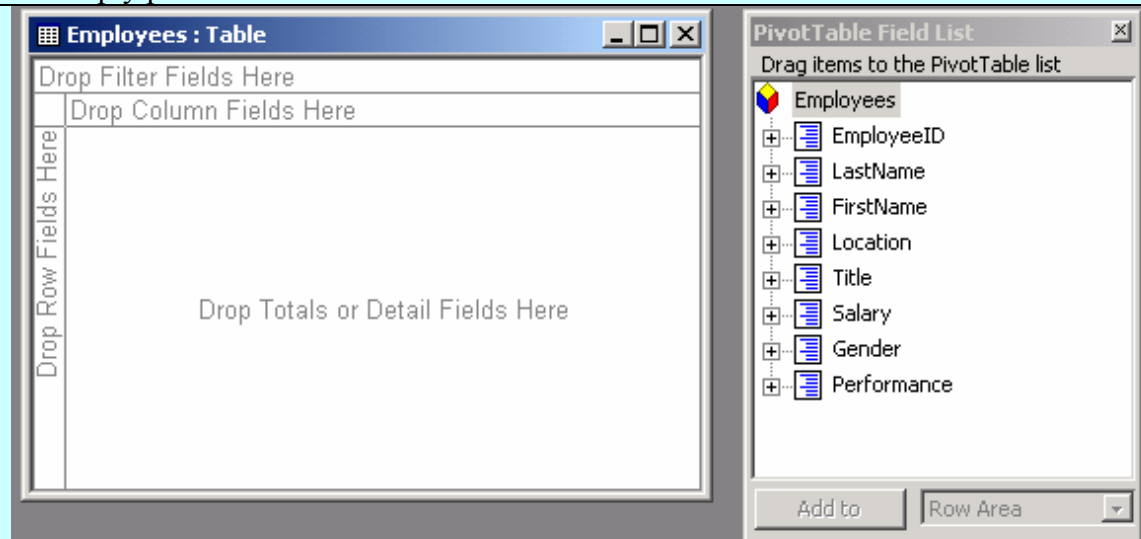 Employees : Table
Drop Filter Fields Here
Drop Column Fields Here
Drop Row Fields Here
Drop Totals or Detail Fields Here
PivotTable Field List
Drag items to the PivotTable list
Employees
EmployeeID
LastName
FirstName
Location
Title
Salary
Gender
Performance
Add to
Row Area